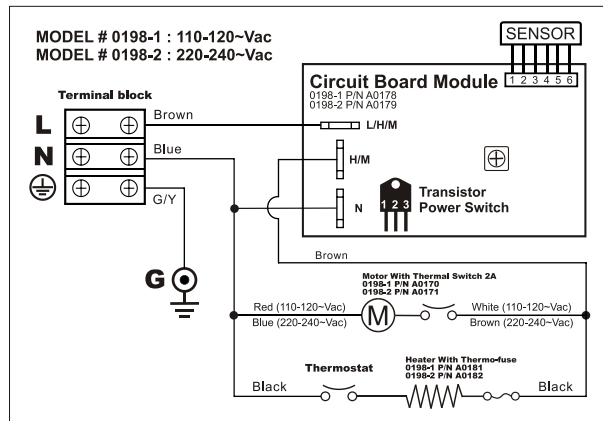 MODEL # 0198-1 : 110-120~Vac
MODEL # 0198-2 : 220-240~Vac
SENSOR
1 2 3 4 5 6
Terminal block
Circuit Board Module
0198-1 P/N A0178
0198-2 P/N A0179
L
Brown
L/H/M
N
Blue
H/M
G/Y
N
1 2 3
Transistor
Power Switch
G
Brown
Motor With Thermal Switch 2A
0198-1 P/N A0170
0198-2 P/N A0171
Red (110-120~Vac)
Blue (220-240~Vac)
M
White (110-120~Vac)
Brown (220-240~Vac)
Thermostat
Heater With Thermo-fuse
0198-1 P/N A0181
0198-2 P/N A0182
Black
Black